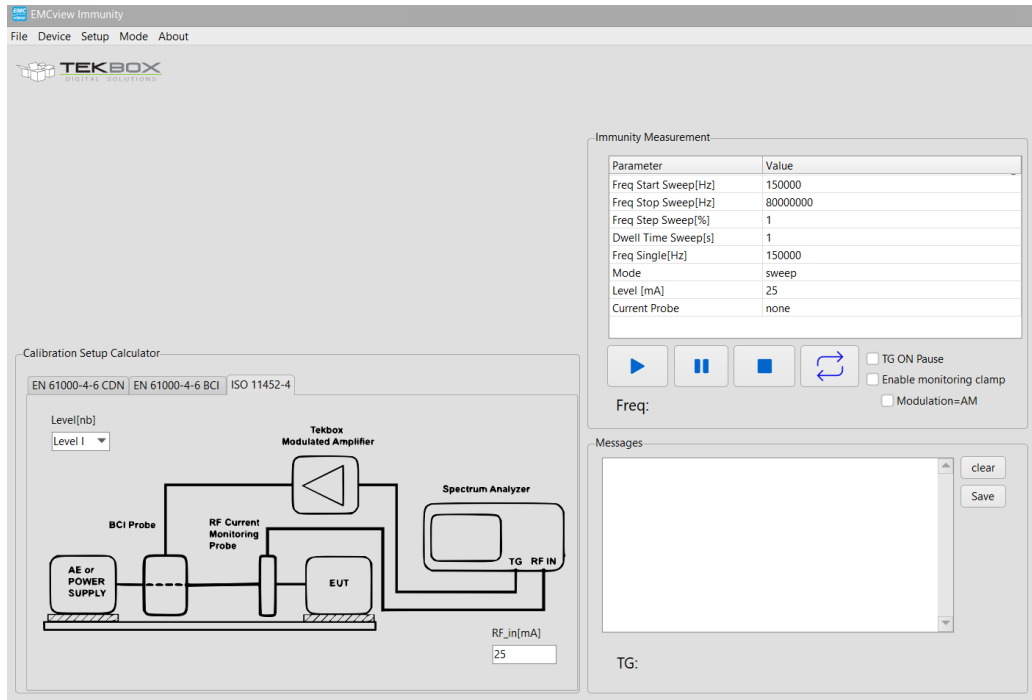 EMC view EMCview Immunity
File Device Setup Mode About
TEKBOX
DIGITAL SOLUTIONS
Immunity Measurement
Parameter Value
Freq Start Sweep[Hz] 150000
Freq Stop Sweep[Hz] 80000000
Freq Step Sweep[%] 1
Dwell Time Sweep[s] 1
Freq Single[Hz] 150000
Mode sweep
Level [mA] 25
Current Probe none
TG ON Pause
Enable monitoring clamp
Modulation=AM
Freq:
Calibration Setup Calculator
EN 61000-4-6 CDN EN 61000-4-6 BCI ISO 11452-4
Level[nb]
Level I
Tekbox
Modulated Amplifier
Spectrum Analyzer
TG RF IN
BCI Probe
RF Current
Monitoring
Probe
AE or
POWER
SUPPLY
EUT
RF_in[mA]
25
Messages
clear
Save
TG: